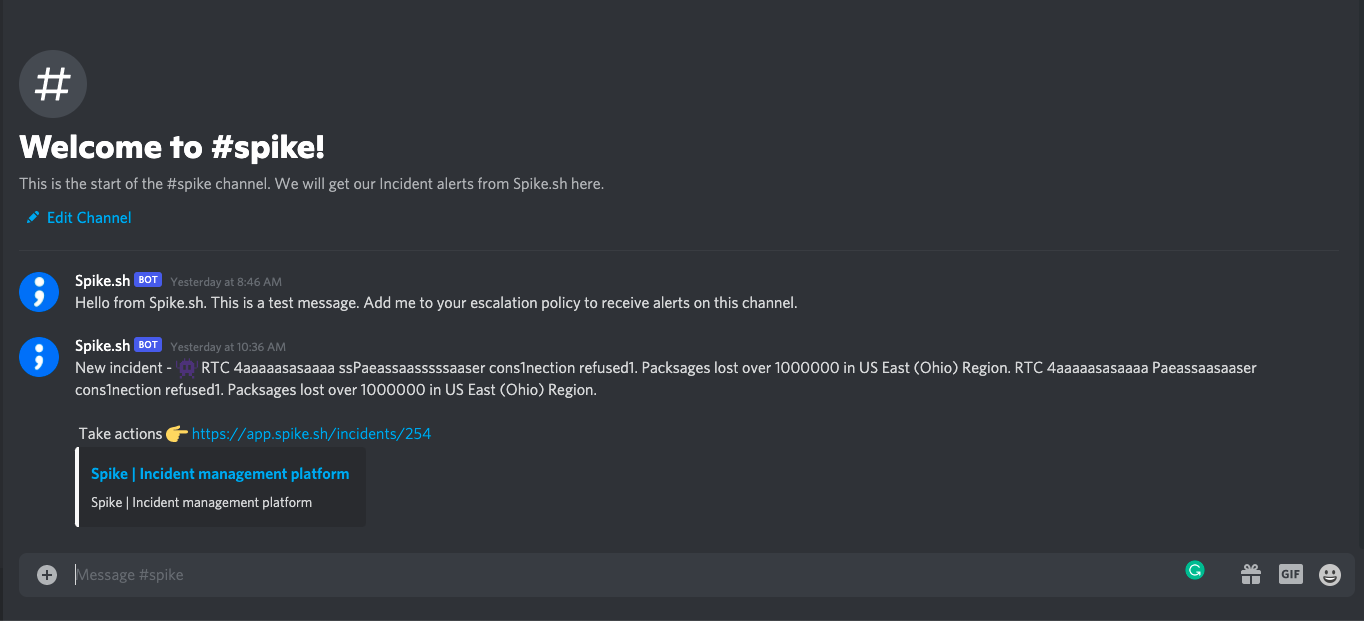 #
Welcome to #spike!
This is the start of the #spike channel. We will get our Incident alerts from Spike.sh here.
Edit Channel
Spike.sh BOT Yesterday at 8:46 AM
Hello from Spike.sh. This is a test message. Add me to your escalation policy to receive alerts on this channel.
Spike.sh BOT Yesterday at 10:36 AM
New incident - 👾 RTC 4aaaaasasaaaa ssPaeassaasssssaaser cons1nection refused1. Packsages lost over 1000000 in US East (Ohio) Region. RTC 4aaaaasasaaaa Paeassaasaaser
cons1nection refused1. Packsages lost over 1000000 in US East (Ohio) Region.
Take actions 👉 https://app.spike.sh/incidents/254
Spike | Incident management platform
Spike | Incident management platform
Message #spike
GIF